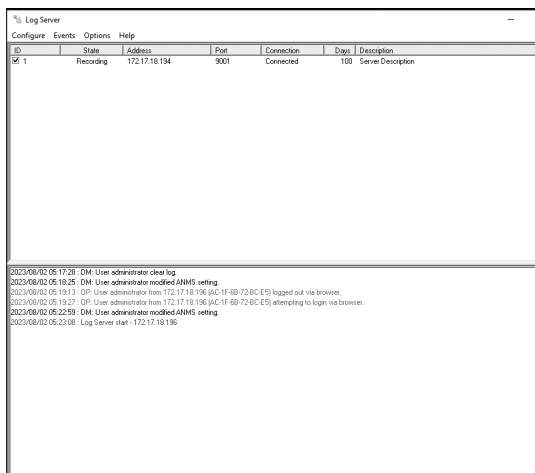 Log Server
Configure Events Options Help
ID State Address Port Connection Days Description
1 Recording 172.17.18.194 9001 Connected 100 Server Description
2023/08/02 05:17:28 : DM: User administrator clear log.
2023/08/02 05:18:25 : DM: User administrator modified ANMS setting.
2023/08/02 05:19:13 : OP: User administrator from 172.17.18.196 (AC-1F-6B-72-BC-E5) logged out via browser.
2023/08/02 05:19:27 : OP: User administrator from 172.17.18.196 (AC-1F-6B-72-BC-E5) attempting to login via browser.
2023/08/02 05:22:59 : DM: User administrator modified ANMS setting.
2023/08/02 05:23:08 : Log Server start - 172.17.18.196